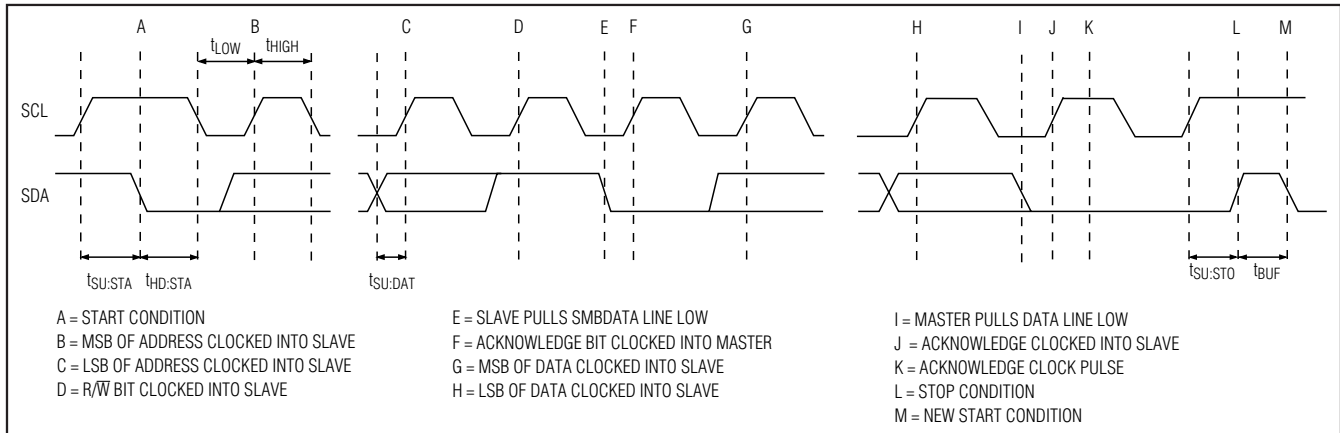 A B C D E F G H I J K L M
tLOW tHIGH
SCL
SDA
tSU:STA tHD:STA tSU:DAT tSU:STO tBUF
A = START CONDITION
B = MSB OF ADDRESS CLOCKED INTO SLAVE
C = LSB OF ADDRESS CLOCKED INTO SLAVE
D = R/W̅ BIT CLOCKED INTO SLAVE
E = SLAVE PULLS SMBDATA LINE LOW
F = ACKNOWLEDGE BIT CLOCKED INTO MASTER
G = MSB OF DATA CLOCKED INTO SLAVE
H = LSB OF DATA CLOCKED INTO SLAVE
I = MASTER PULLS DATA LINE LOW
J = ACKNOWLEDGE CLOCKED INTO SLAVE
K = ACKNOWLEDGE CLOCK PULSE
L = STOP CONDITION
M = NEW START CONDITION